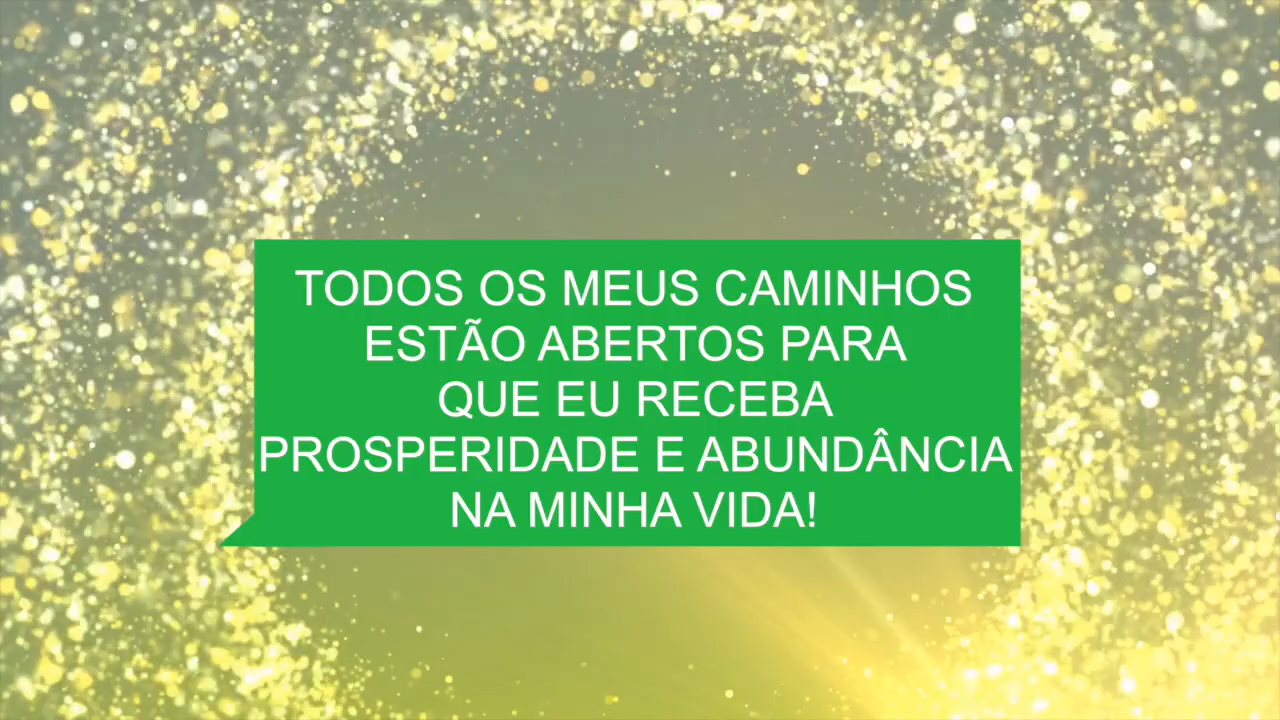 TODOS OS MEUS CAMINHOS
ESTÃO ABERTOS PARA
QUE EU RECEBA
PROSPERIDADE E ABUNDÂNCIA
NA MINHA VIDA!